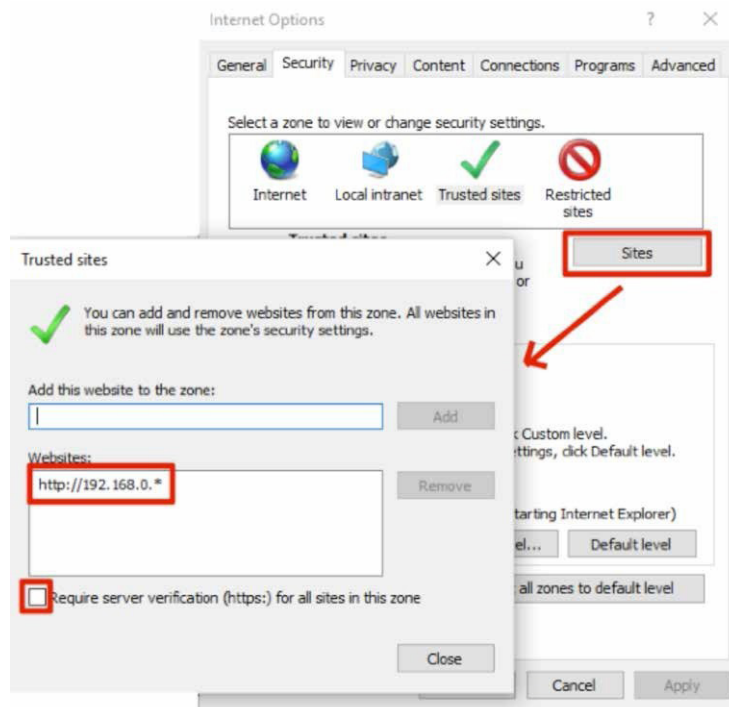 Internet Options
?
General Security Privacy Content Connections Programs Advanced
Select a zone to view or change security settings.
Internet Local intranet Trusted sites Restricted sites
Trusted sites
Sites
u
or
Trusted sites
You can add and remove websites from this zone. All websites in
this zone will use the zone's security settings.
Add this website to the zone:
Add
Websites:
http://192.168.0.*
Remove
Require server verification (https:) for all sites in this zone
Close
Custom level.
ttings, click Default level.
tarting Internet Explorer)
el... Default level
all zones to default level
Cancel Apply